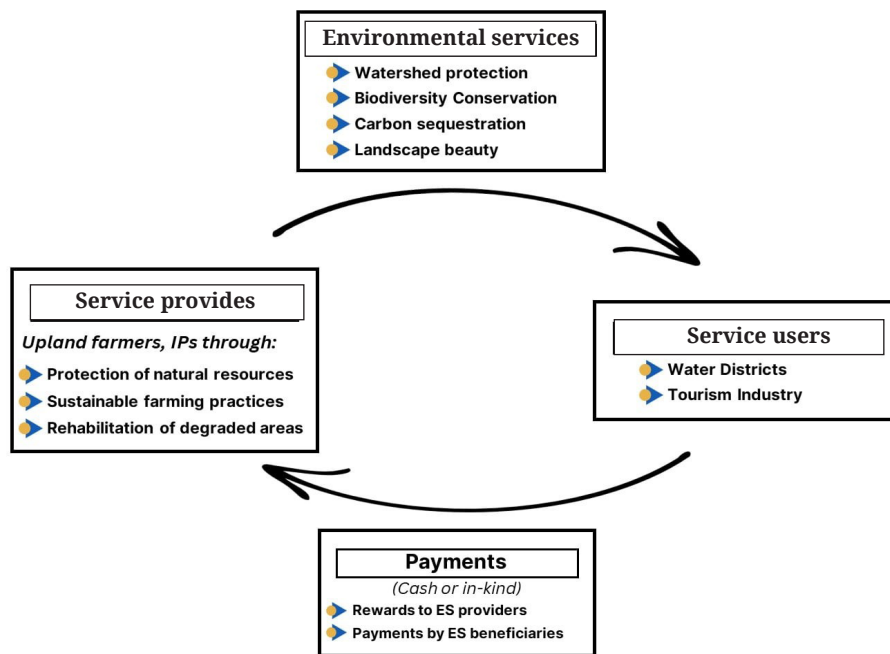 Environmental services
Watershed protection
Biodiversity Conservation
Carbon sequestration
Landscape beauty
Service provides
Upland farmers, IPs through:
Protection of natural resources
Sustainable farming practices
Rehabilitation of degraded areas
Service users
Water Districts
Tourism Industry
Payments
(Cash or in-kind)
Rewards to ES providers
Payments by ES beneficiaries